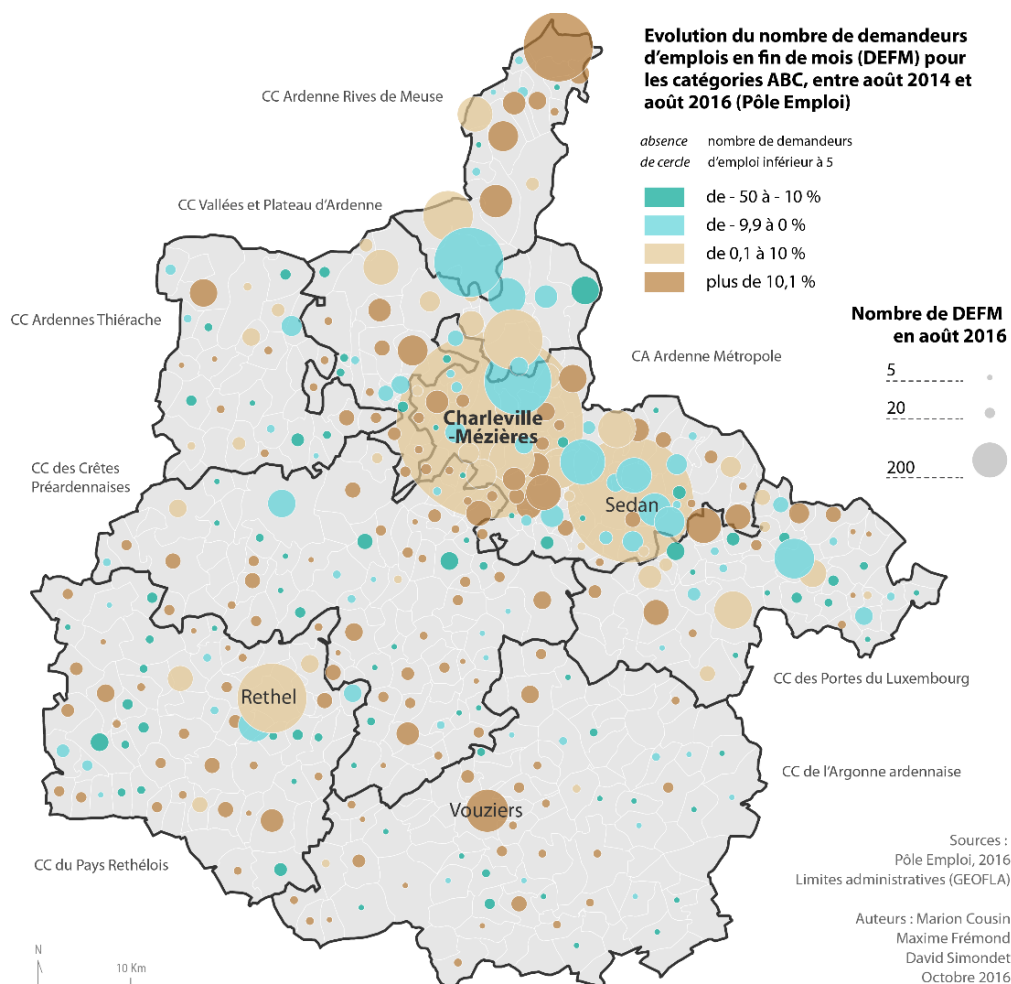 Evolution du nombre de demandeurs
d'emplois en fin de mois (DEFM) pour
les catégories ABC, entre août 2014 et
août 2016 (Pôle Emploi)
absence nombre de demandeurs
de cercle d'emploi inférieur à 5
de - 50 à - 10 %
de - 9,9 à 0 %
de 0,1 à 10 %
plus de 10,1 %
Nombre de DEFM
en août 2016
5
20
200
CC Ardenne Rives de Meuse
CC Vallées et Plateau d'Ardenne
CC Ardennes Thiérache
CA Ardenne Métropole
Charleville
-Mézières
CC des Crêtes
Préardennaises
Sedan
CC des Portes du Luxembourg
Rethel
CC de l'Argonne ardennaise
Vouziers
CC du Pays Rethélois
Sources :
Pôle Emploi, 2016
Limites administratives (GEOFLA)
Auteurs : Marion Cousin
Maxime Frémond
David Simondet
Octobre 2016
N
10 Km